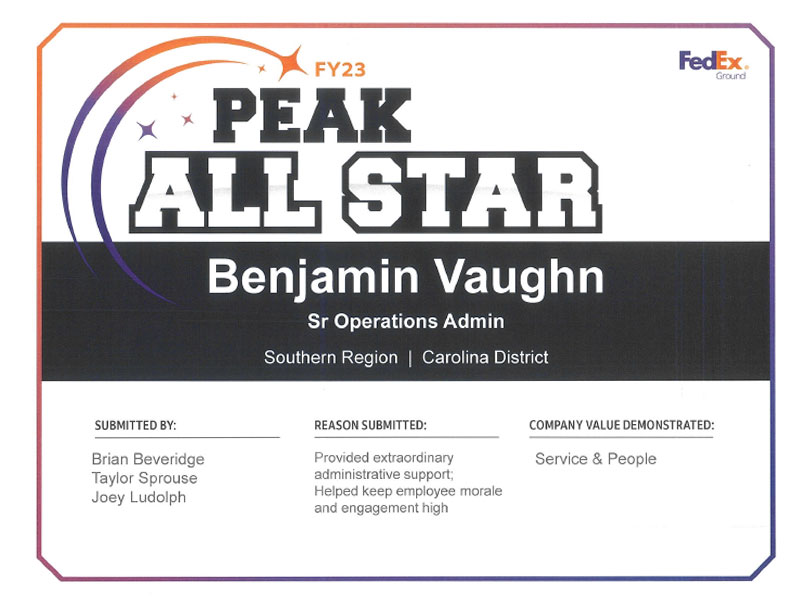 FY23
FedEx®
Ground
PEAK
ALL STAR
Benjamin Vaughn
Sr Operations Admin
Southern Region | Carolina District
SUBMITTED BY:
Brian Beveridge
Taylor Sprouse
Joey Ludolph
REASON SUBMITTED:
Provided extraordinary
administrative support;
Helped keep employee morale
and engagement high
COMPANY VALUE DEMONSTRATED:
Service & People